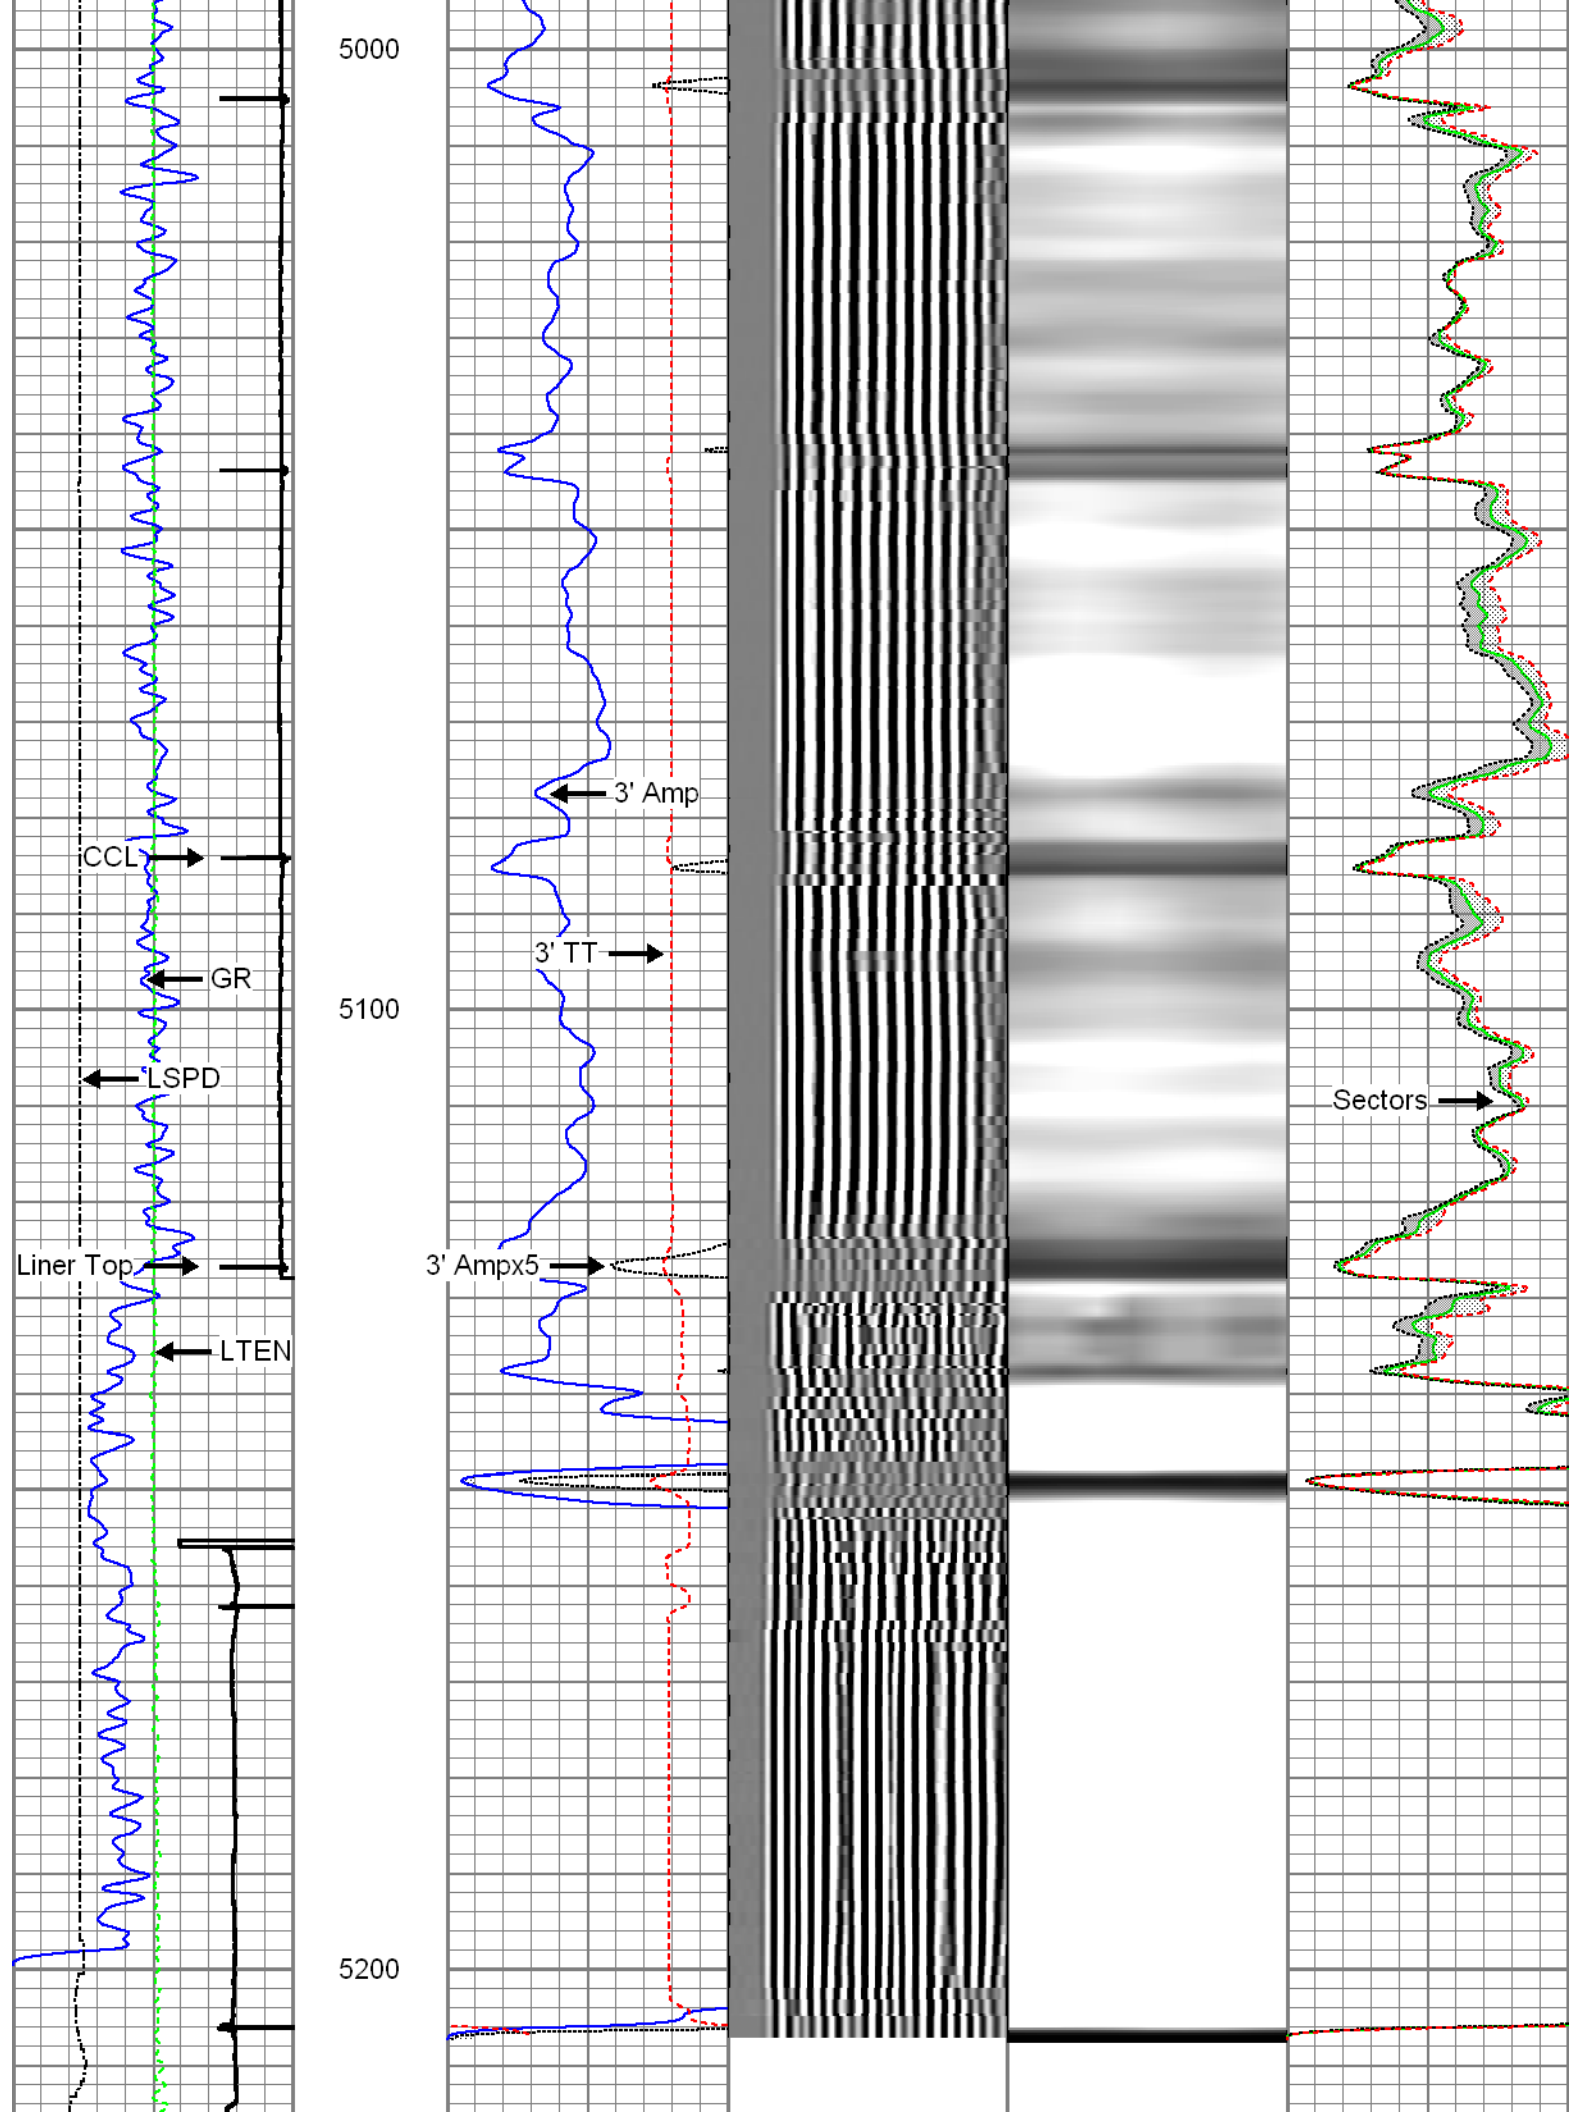 5000
3' Amp
CCL
3' TT
GR
5100
LSPD
Sectors
Liner Top
3' Ampx5
LTEN
5200